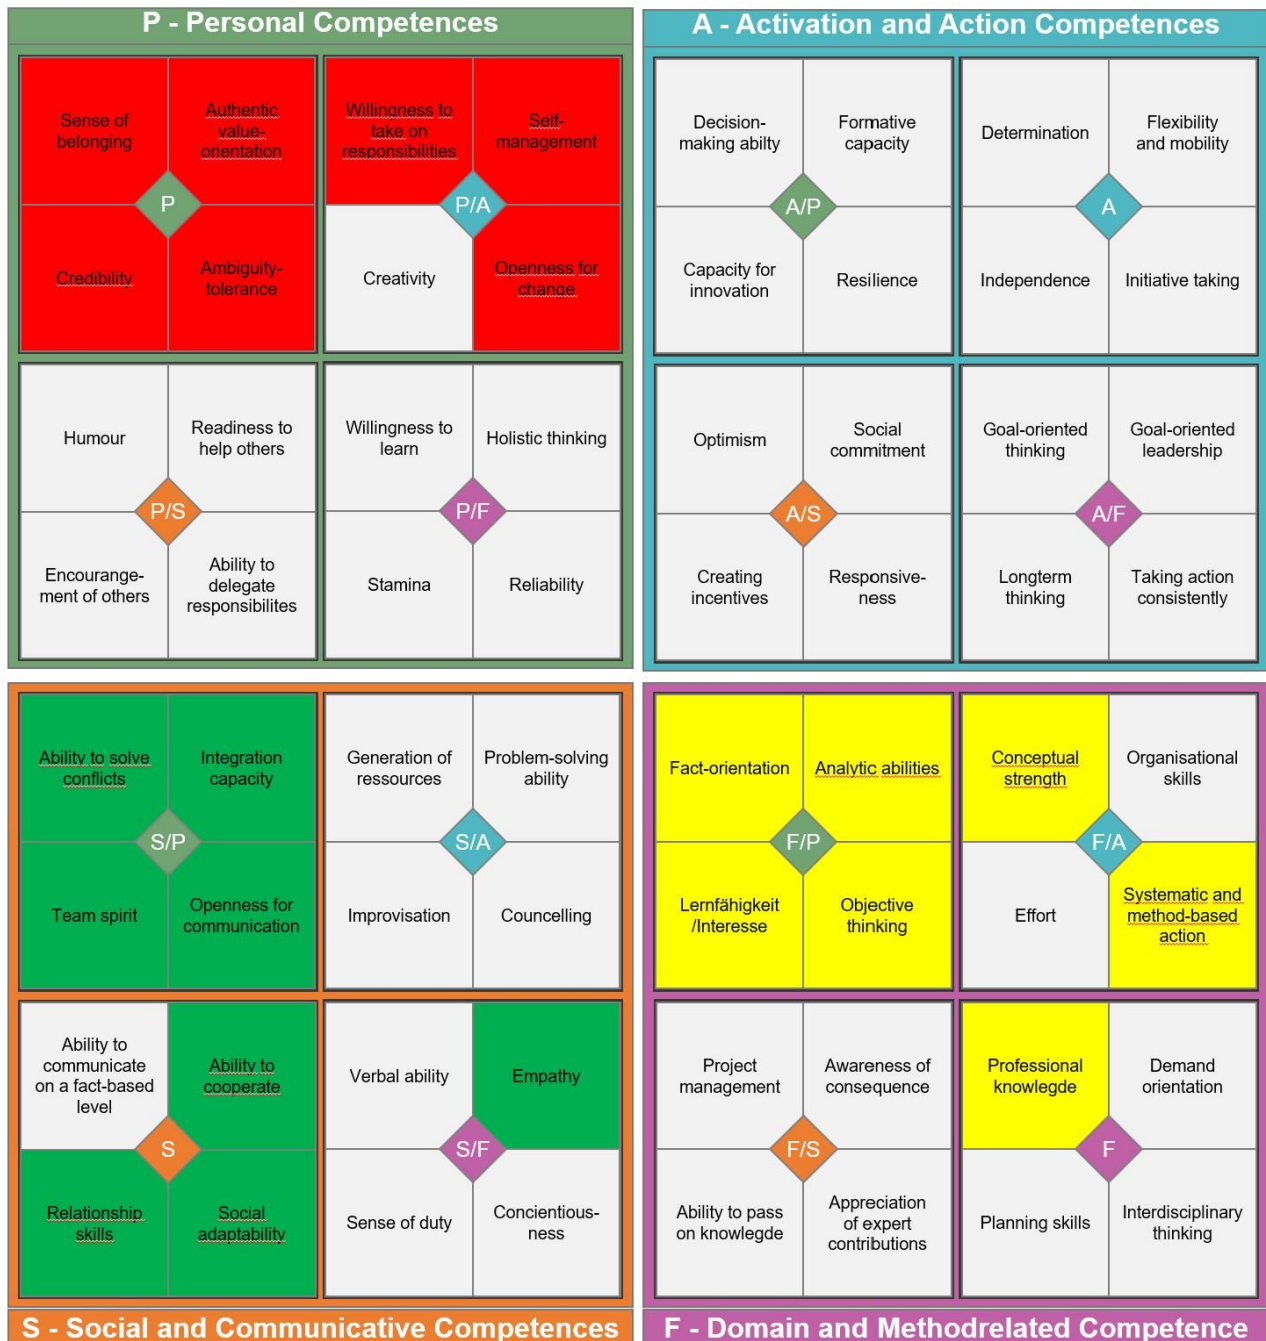 P - Personal Competences
Sense of
belonging
Authentic
value-
orientation
P
Credibility
Ambiguity-
tolerance
Willingness to
take on
responsibilities
Self-
management
P/A
Creativity
Openness for
change
Humour
Readiness to
help others
P/S
Encourange-
ment of others
Ability to
delegate
responsibilites
Willingness to
learn
Holistic thinking
P/F
Stamina
Reliability
A - Activation and Action Competences
Decision-
making abilty
Formative
capacity
A/P
Capacity for
innovation
Resilience
Determination
Flexibility
and mobility
A
Independence
Initiative taking
Optimism
Social
commitment
A/S
Creating
incentives
Responsive-
ness
Goal-oriented
thinking
Goal-oriented
leadership
A/F
Longterm
thinking
Taking action
consistently
Ability to solve
conflicts
Integration
capacity
S/P
Team spirit
Openness for
communication
Generation of
ressources
Problem-solving
ability
S/A
Improvisation
Councelling
Ability to
communicate
on a fact-based
level
Ability to
cooperate
S
Relationship
skills
Social
adaptability
Verbal ability
Empathy
S/F
Sense of duty
Concientious-
ness
S - Social and Communicative Competences
Fact-orientation
Analytic abilities
F/P
Lernfähigkeit
/Interesse
Objective
thinking
Conceptual
strength
Organisational
skills
F/A
Effort
Systematic and
method-based
action
Project
management
Awareness of
consequence
F/S
Ability to pass
on knowlegde
Appreciation
of expert
contributions
Professional
knowlegde
Demand
orientation
F
Planning skills
Interdisciplinary
thinking
F - Domain and Methodrelated Competence